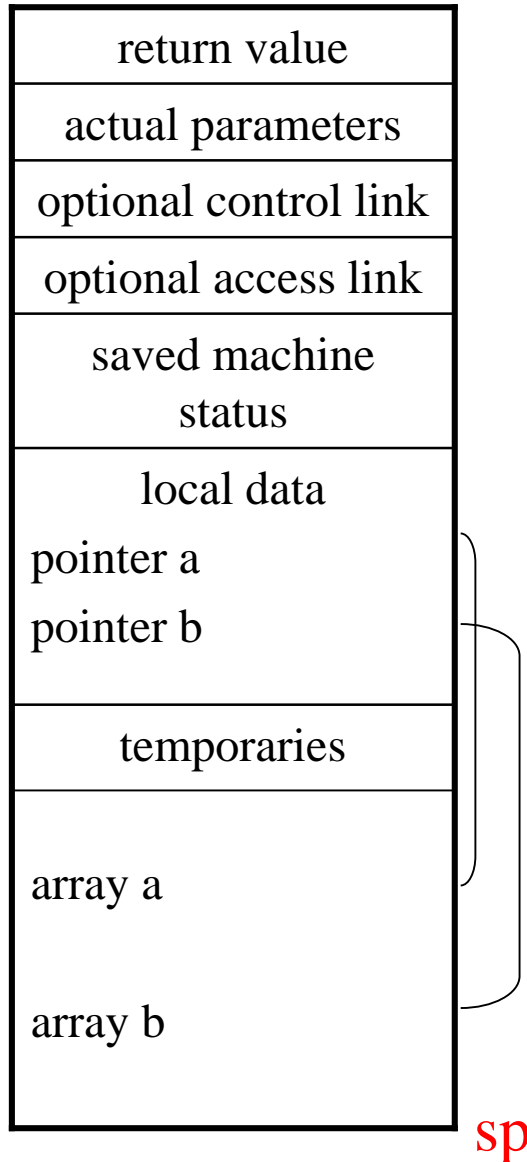 return value
actual parameters
optional control link
optional access link
saved machine
status
local data
pointer a
pointer b
temporaries
array a
array b
sp